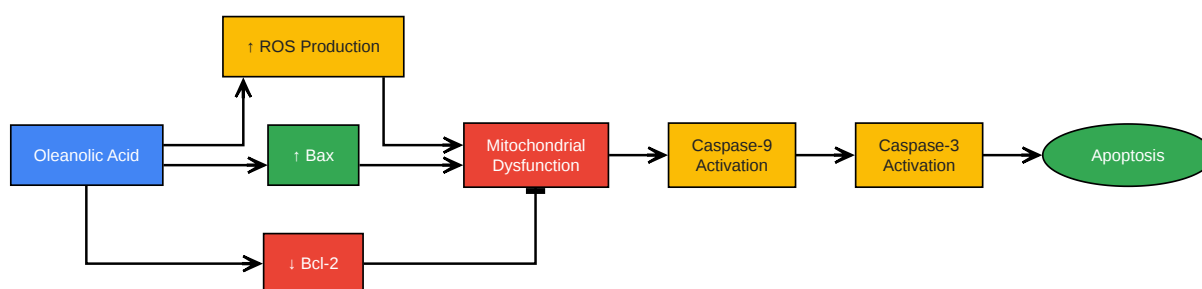 ↑ ROS Production
Oleanolic Acid
↑ Bax
Mitochondrial
Dysfunction
Caspase-9
Activation
Caspase-3
Activation
Apoptosis
↓ Bcl-2